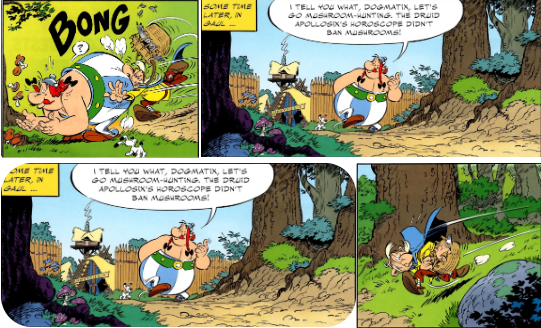 BONG
?
SOME TIME
LATER, IN
GAUL ...
I TELL YOU WHAT, DOGMATIX, LET'S
GO MUSHROOM-HUNTING. THE DRUID
APOLLOSIX'S HOROSCOPE DIDN'T
BAN MUSHROOMS!
SOME TIME
LATER, IN
GAUL ...
I TELL YOU WHAT, DOGMATIX, LET'S
GO MUSHROOM-HUNTING. THE DRUID
APOLLOSIX'S HOROSCOPE DIDN'T
BAN MUSHROOMS!